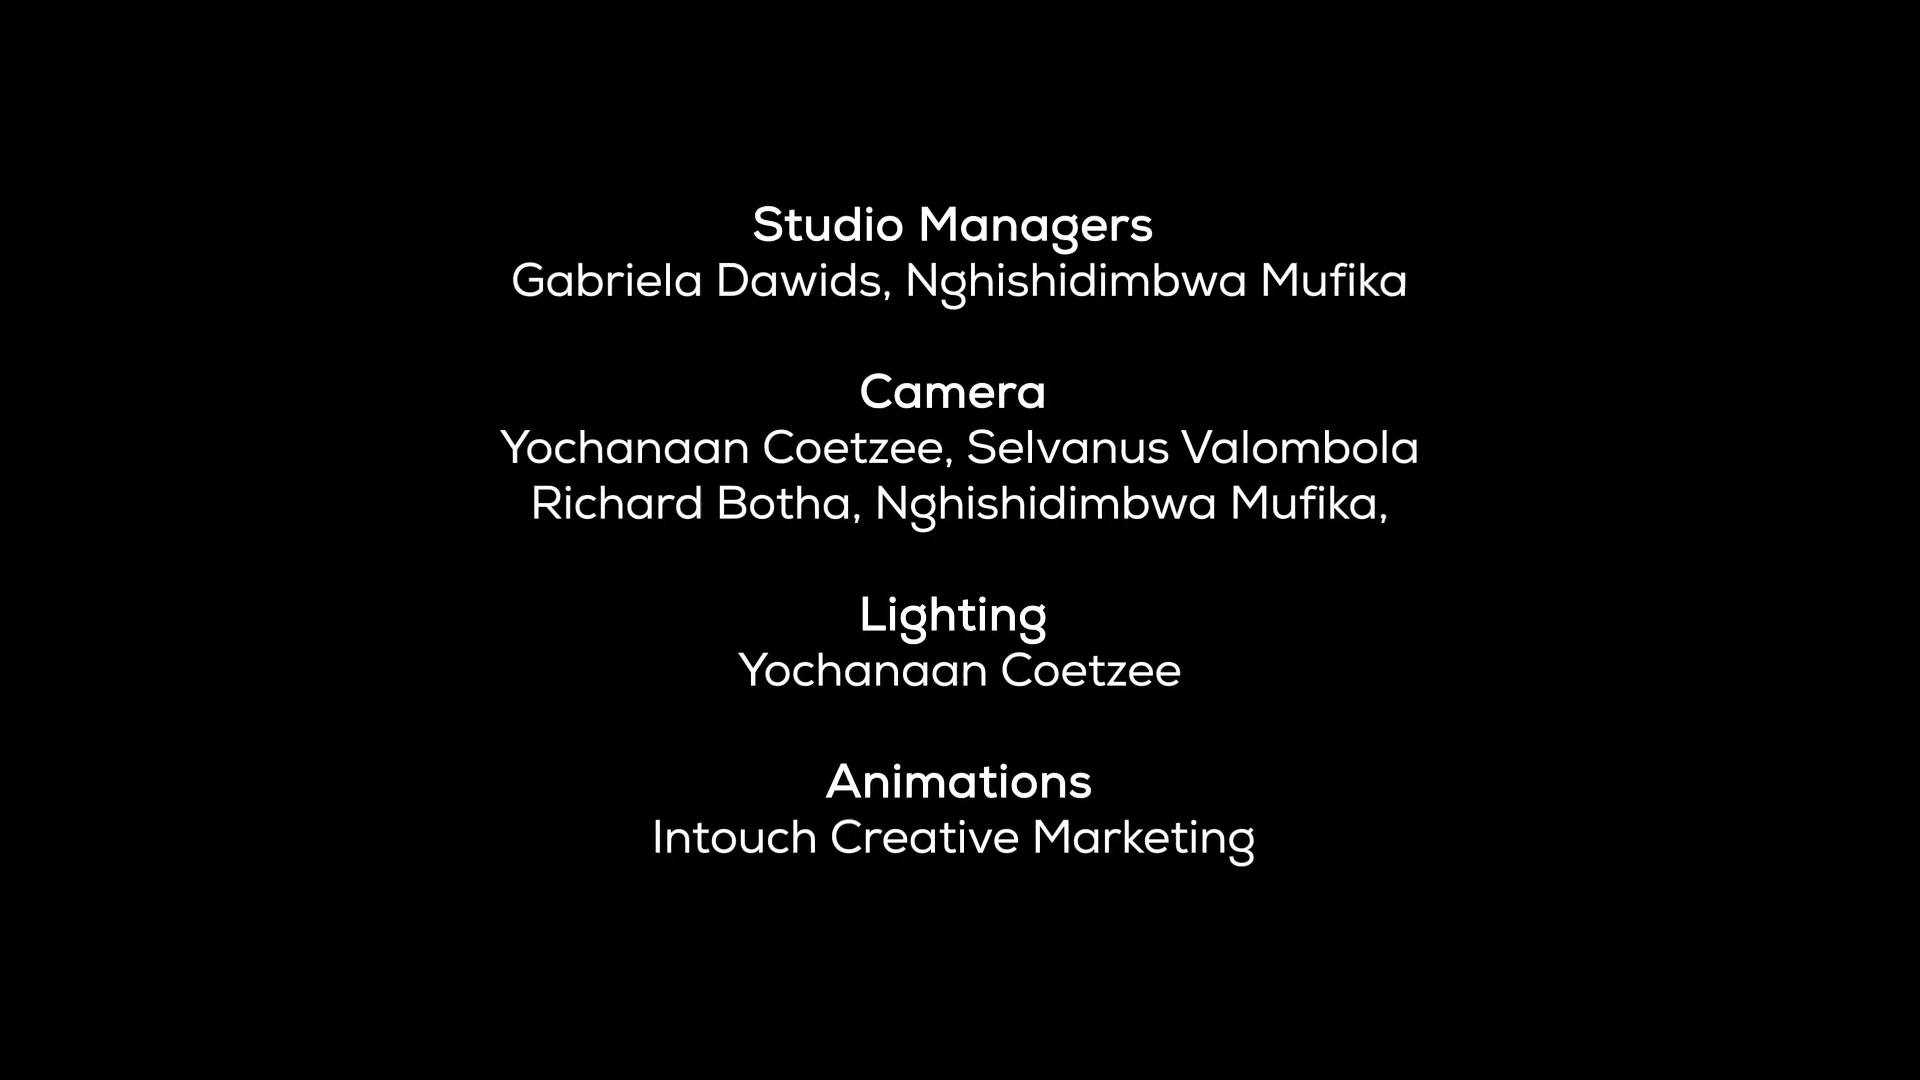 Studio Managers
Gabriela Dawids, Nghishidimbwa Mufika
Camera
Yochanaan Coetzee, Selvanus Valombola
Richard Botha, Nghishidimbwa Mufika,
Lighting
Yochanaan Coetzee
Animations
Intouch Creative Marketing